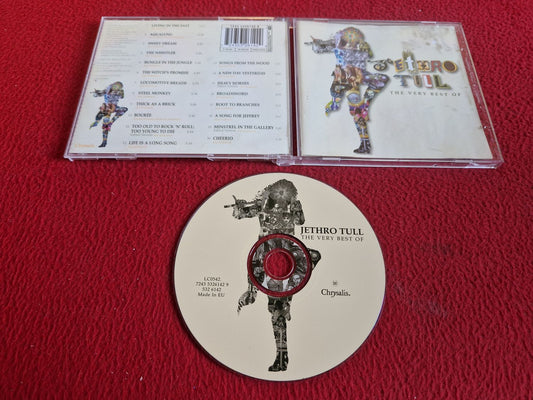 LIVING IN THE PAST
AQUALUNG
SWEET DREAM
THE WHISTLER
BUNGLE IN THE JUNGLE
THE WITCH'S PROMISE
LOCOMOTIVE BREATH
STEEL MONKEY
THICK AS A BRICK
BOURÉE
TOO OLD TO ROCK 'N' ROLL:
TOO YOUNG TO DIE
LIFE IS A LONG SONG
SONGS FROM THE WOOD
A NEW DAY YESTERDAY
HEAVY HORSES
BROADSWORD
ROOT TO BRANCHES
A SONG FOR JEFFREY
MINSTREL IN THE GALLERY
CHEERIO
JETHRO
TULL
THE VERY BEST OF
JETHRO TULL
THE VERY BEST OF
LC0542
7243 5326142 9
532 6142
Made in EU
Chrysalis.